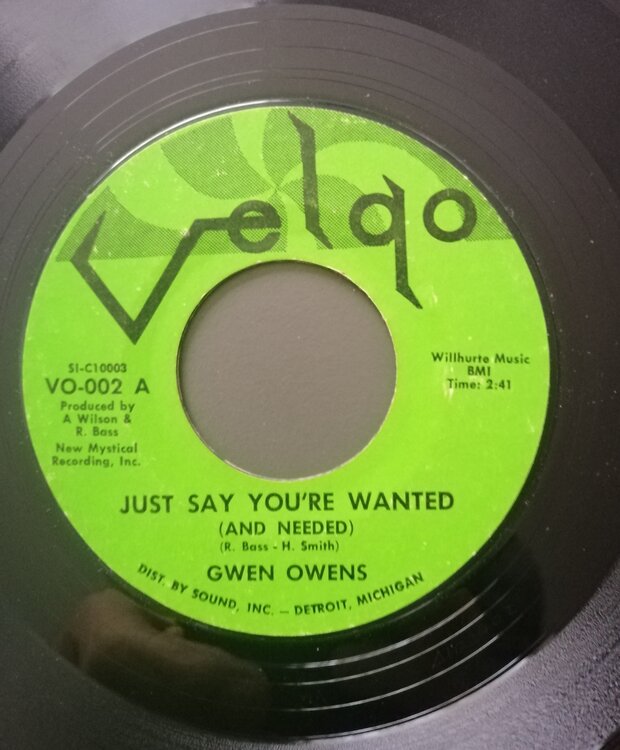 Velgo
SI-C10003
VO-002 A
Produced by
A Wilson &
R. Bass
New Mystical
Recording, Inc.
Willhurte Music
BMI
Time: 2:41
JUST SAY YOU'RE WANTED
(AND NEEDED)
(R. Bass - H. Smith)
GWEN OWENS
DIST. BY SOUND, INC. — DETROIT, MICHIGAN